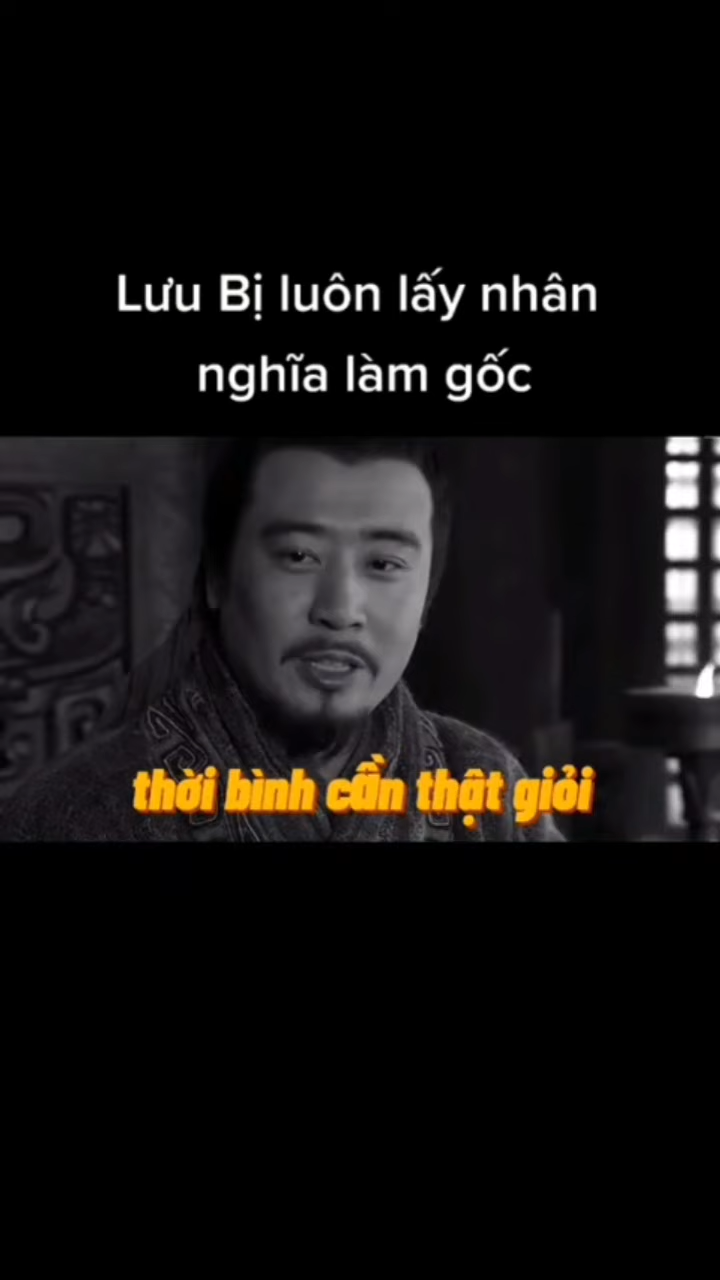 Lưu Bị luôn lấy nhân
nghĩa làm gốc
thời bình cần thật giỏi